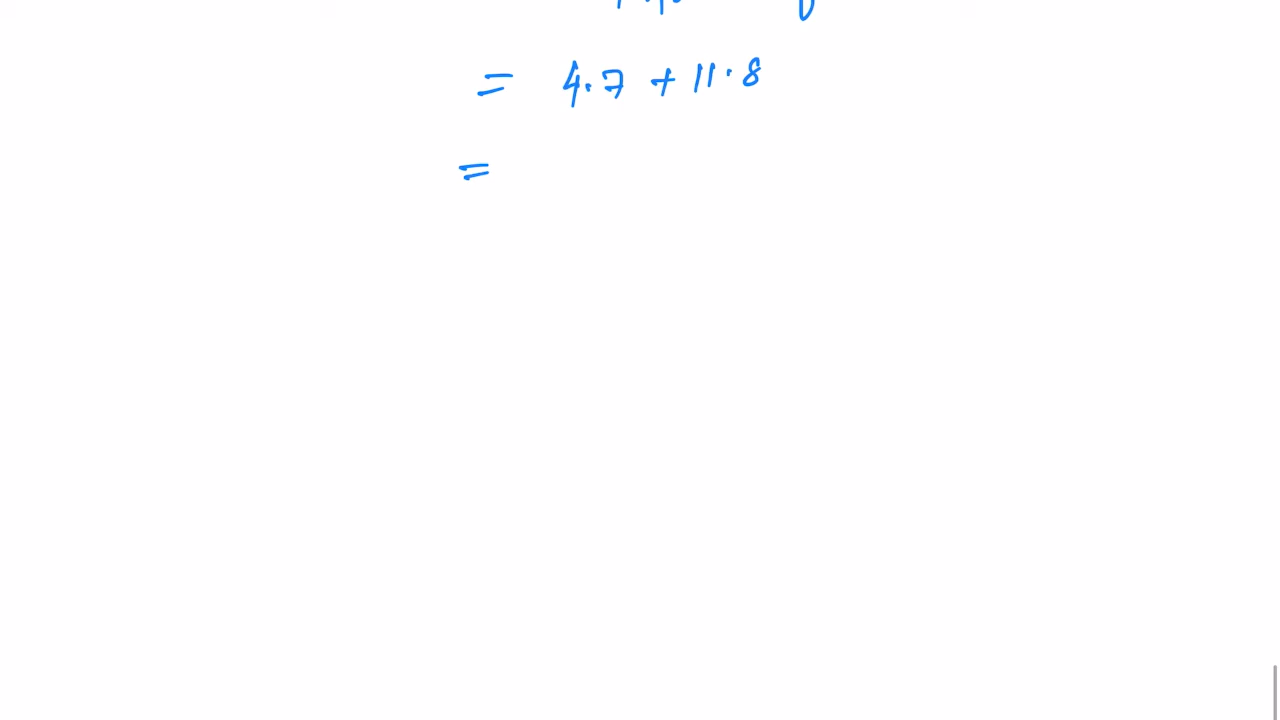 = 4.7 + 11.8
=